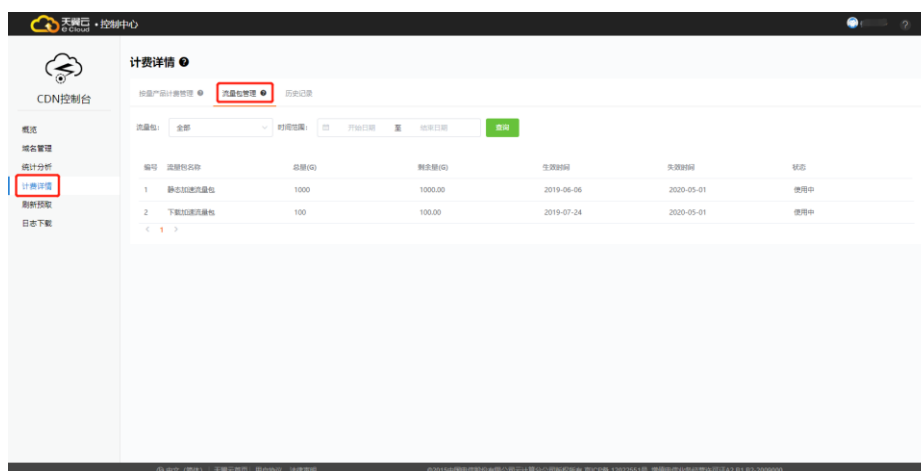 天翼云 e Cloud · 控制中心
CDN控制台
概览
域名管理
统计分析
计费详情
刷新预取
日志下载
计费详情
按量产品计费管理 流量包管理 历史记录
流量包: 全部 时间范围: 开始日期 至 结束日期 查询
编号 流量包名称 总量(G) 剩余量(G) 生效时间 失效时间 状态
1 静态加速流量包 1000 1000.00 2019-06-06 2020-05-01 使用中
2 下载加速流量包 100 100.00 2019-07-24 2020-05-01 使用中
< 1 >